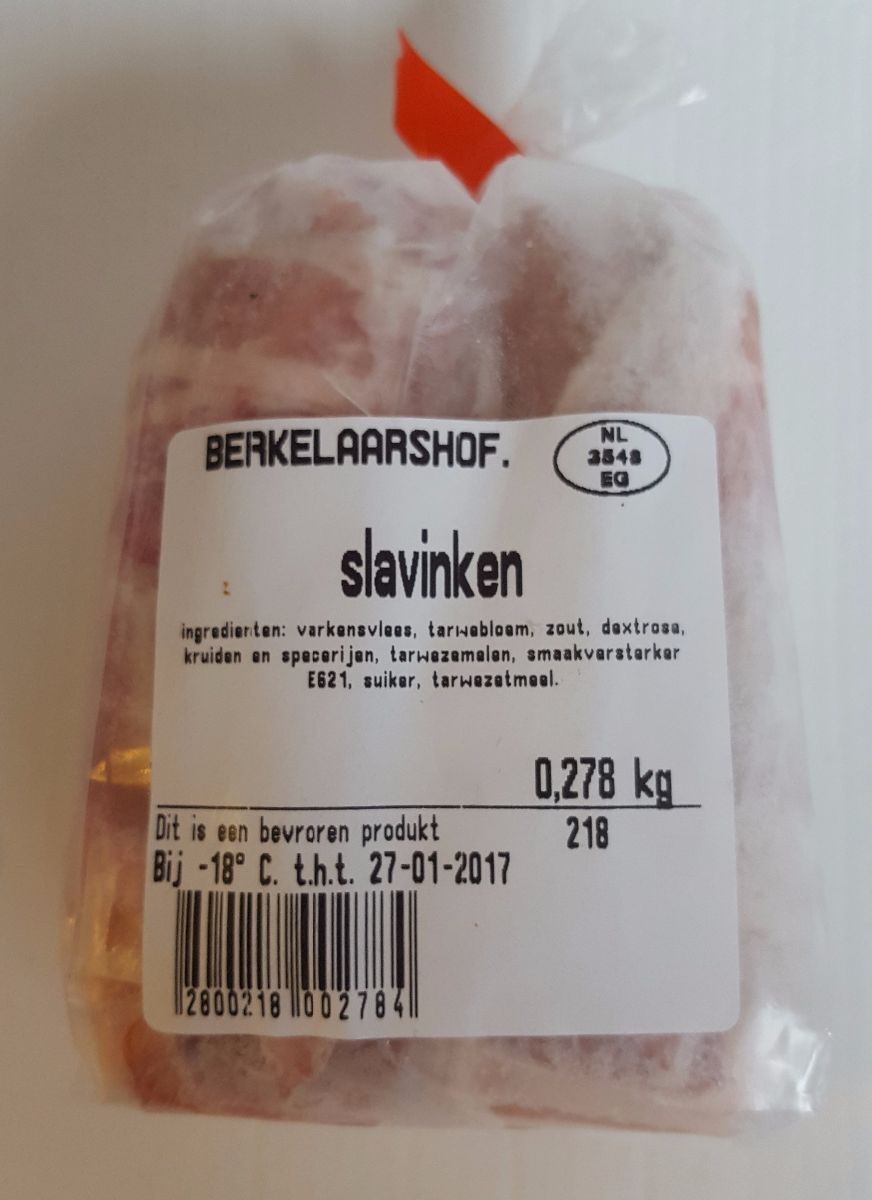 BERKELAARSHOF.
NL
3548
EG
slavinken
ingredienten: varkensvlees, tarwebloem, zout, dextrose,
kruiden en specerijen, tarwezemelen, smaakversterker
E621, suiker, tarwezetmeel.
0,278 kg
Dit is een bevroren produkt 218
Bij -18° C. t.h.t. 27-01-2017
2800218 002784